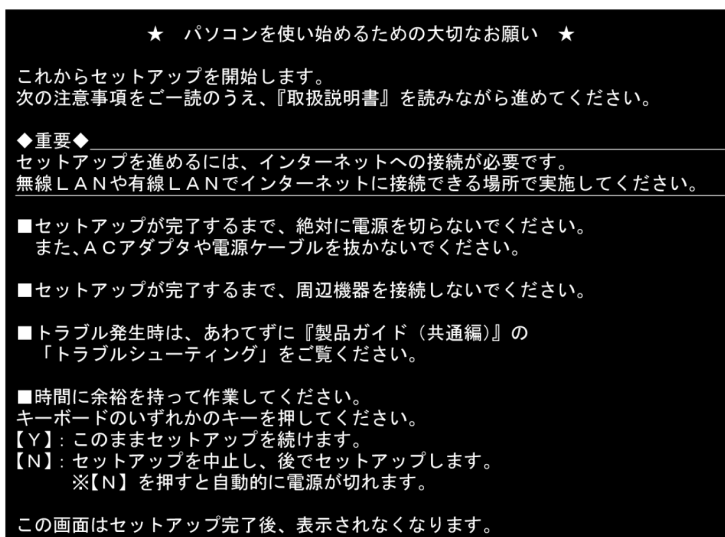 ★　パソコンを使い始めるための大切なお願い　★
これからセットアップを開始します。
次の注意事項をご一読のうえ、『取扱説明書』を読みながら進めてください。
◆重要◆
セットアップを進めるには、インターネットへの接続が必要です。
無線ＬＡＮや有線ＬＡＮでインターネットに接続できる場所で実施してください。
■セットアップが完了するまで、絶対に電源を切らないでください。
また、ＡＣアダプタや電源ケーブルを抜かないでください。
■セットアップが完了するまで、周辺機器を接続しないでください。
■トラブル発生時は、あわてずに『製品ガイド（共通編）』の
「トラブルシューティング」をご覧ください。
■時間に余裕を持って作業してください。
キーボードのいずれかのキーを押してください。
【Ｙ】：このままセットアップを続けます。
【Ｎ】：セットアップを中止し、後でセットアップします。
※【Ｎ】を押すと自動的に電源が切れます。
この画面はセットアップ完了後、表示されなくなります。